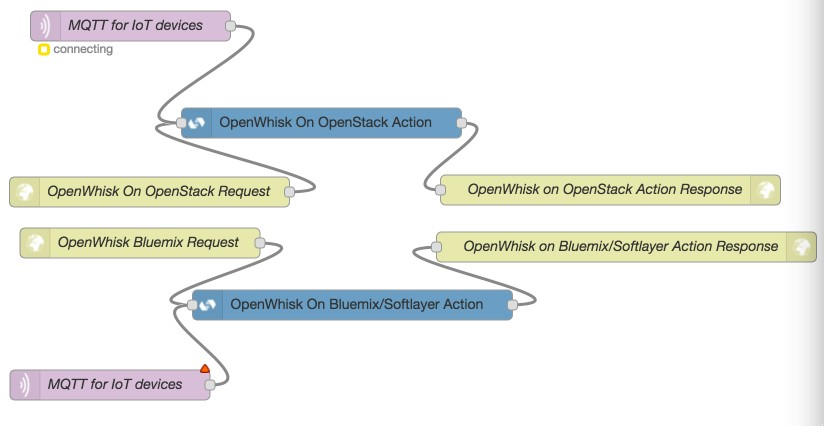 MQTT for IoT devices
connecting
OpenWhisk On OpenStack Action
OpenWhisk On OpenStack Request
OpenWhisk on OpenStack Action Response
OpenWhisk Bluemix Request
OpenWhisk on Bluemix/Softlayer Action Response
OpenWhisk On Bluemix/Softlayer Action
MQTT for IoT devices